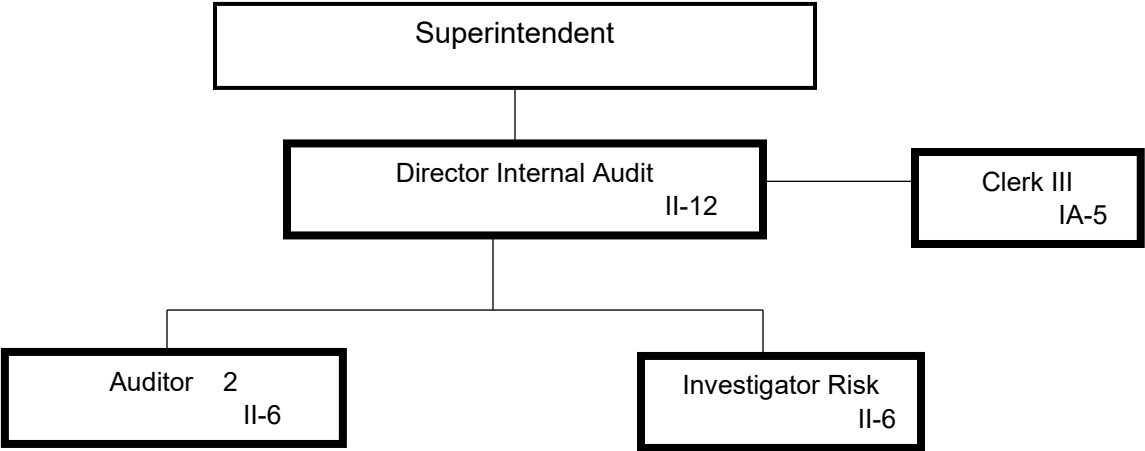 Superintendent
Director Internal Audit
II-12
Clerk III
IA-5
Auditor 2
II-6
Investigator Risk
II-6